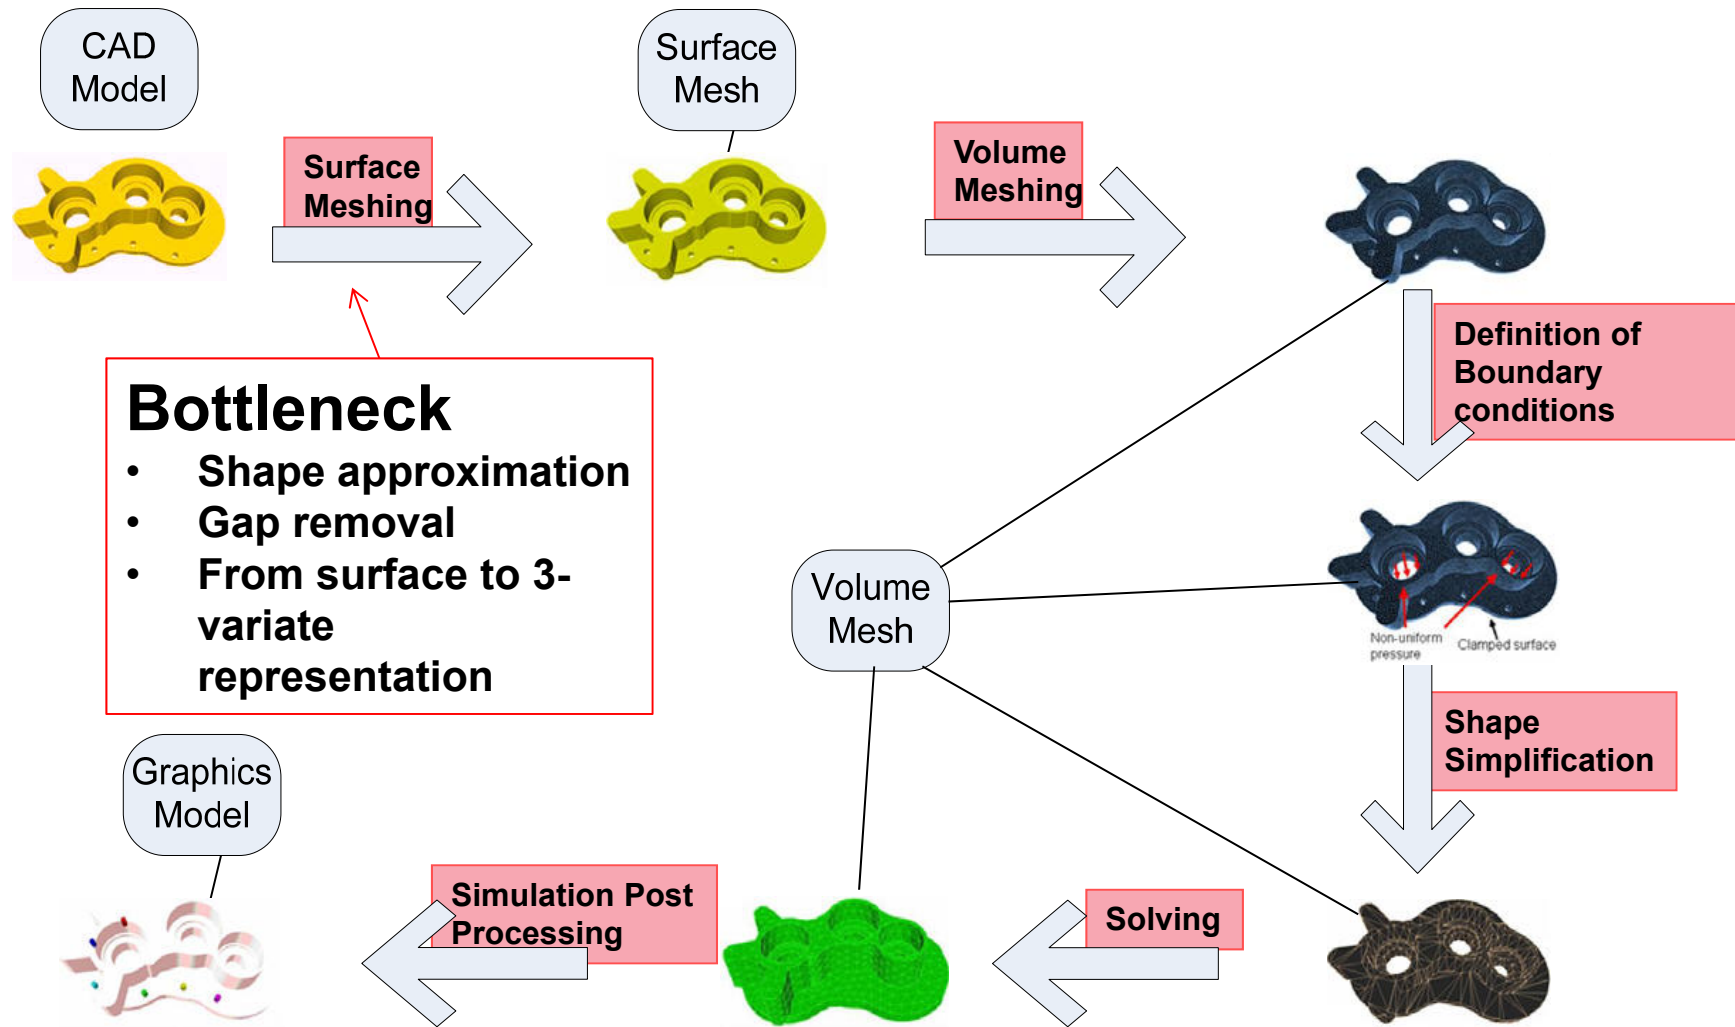 CAD
Model
Surface
Mesh
Surface
Meshing
Volume
Meshing
Definition of
Boundary
conditions
Bottleneck
• Shape approximation
• Gap removal
• From surface to 3-
variate
representation
Volume
Mesh
Non-uniform
pressure
Clamped surface
Shape
Simplification
Graphics
Model
Simulation Post
Processing
Solving